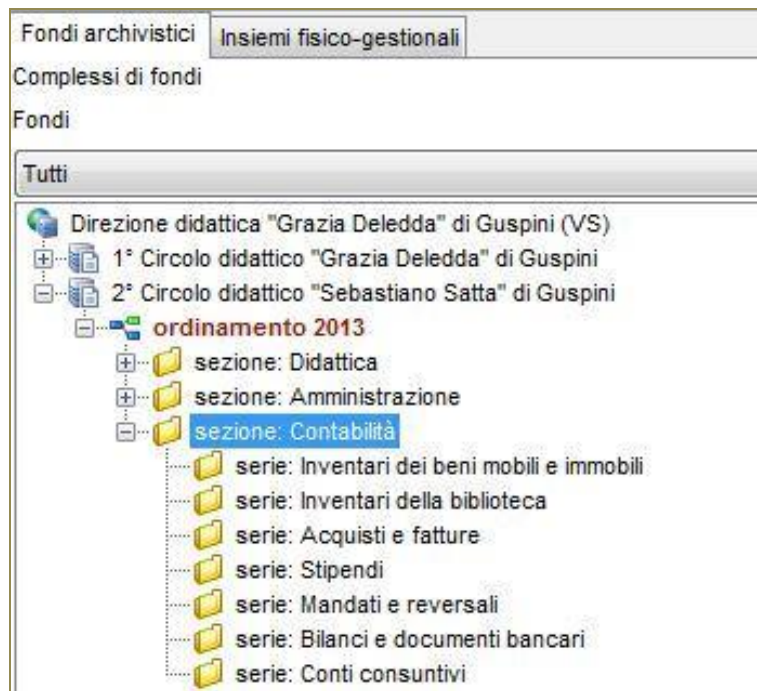 Fondi archivistici Insiemi fisico-gestionali
Complessi di fondi
Fondi
Tutti
Direzione didattica "Grazia Deledda" di Guspini (VS)
1° Circolo didattico "Grazia Deledda" di Guspini
2° Circolo didattico "Sebastiano Satta" di Guspini
ordinamento 2013
sezione: Didattica
sezione: Amministrazione
sezione: Contabilità
serie: Inventari dei beni mobili e immobili
serie: Inventari della biblioteca
serie: Acquisti e fatture
serie: Stipendi
serie: Mandati e reversali
serie: Bilanci e documenti bancari
serie: Conti consuntivi